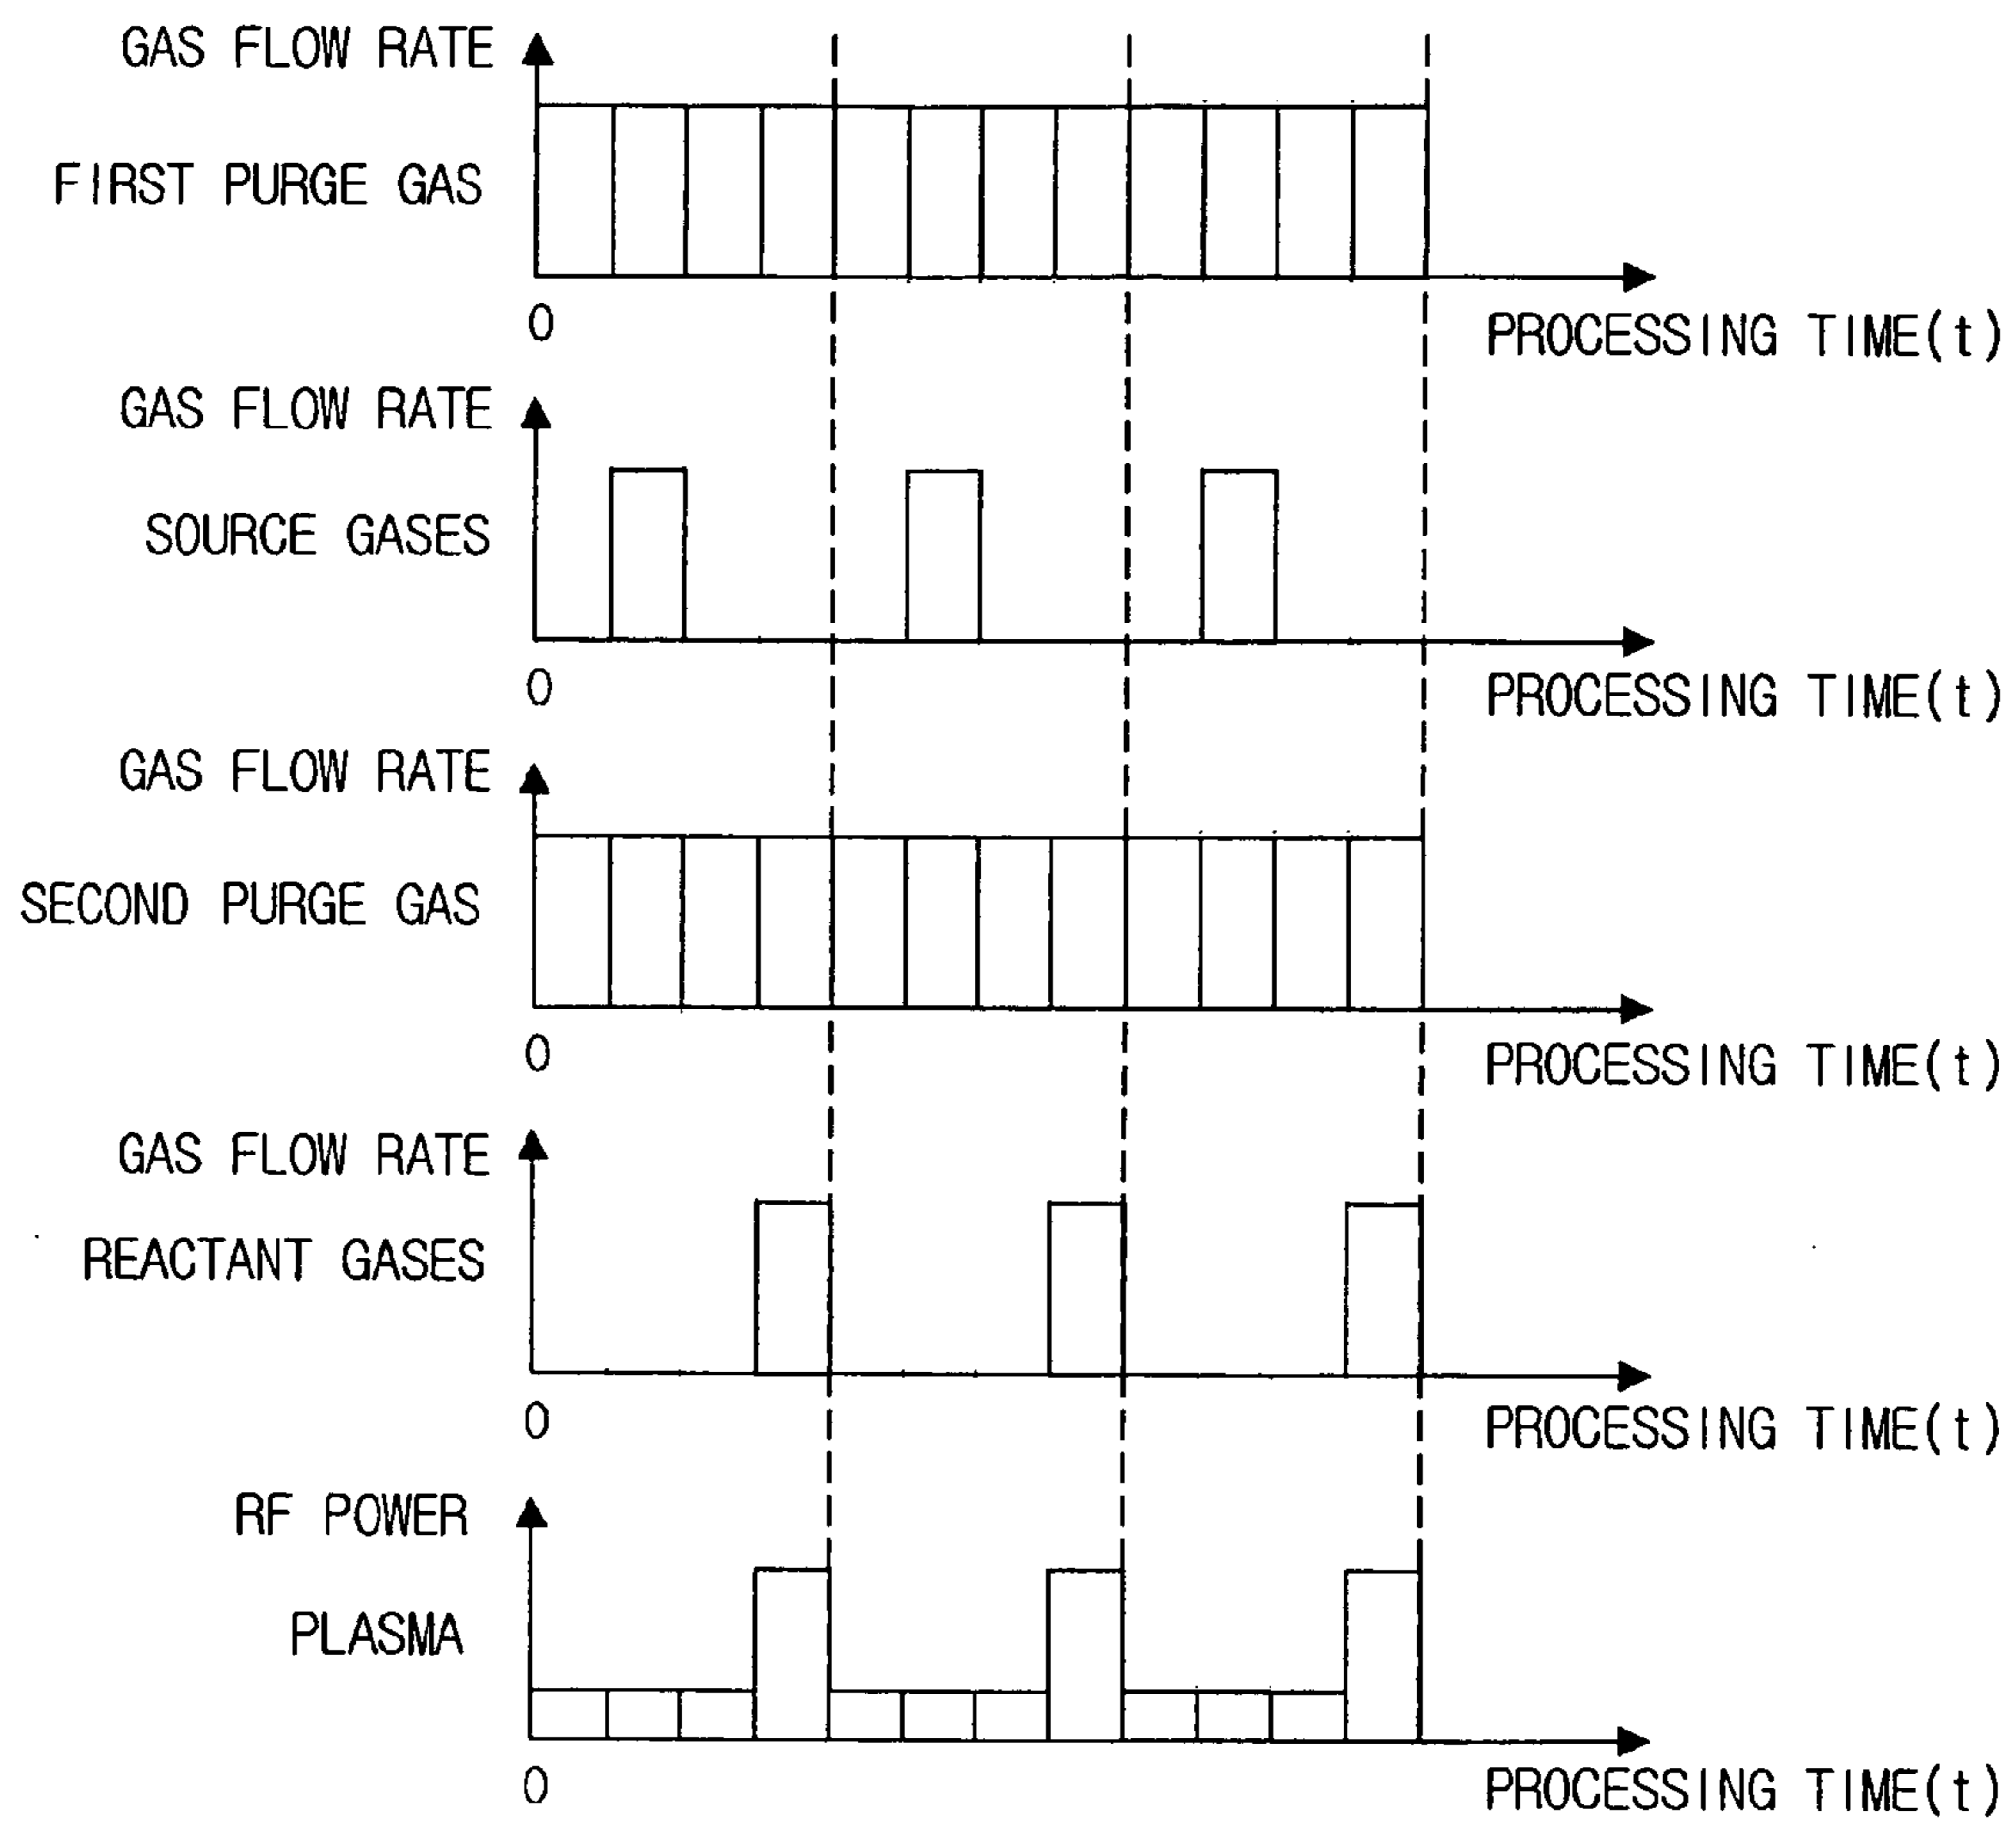 GAS FLOW RATE
FIRST PURGE GAS
0
PROCESSING TIME(t)
GAS FLOW RATE
SOURCE GASES
0
PROCESSING TIME(t)
GAS FLOW RATE
SECOND PURGE GAS
0
PROCESSING TIME(t)
GAS FLOW RATE
REACTANT GASES
0
PROCESSING TIME(t)
RF POWER
PLASMA
0
PROCESSING TIME(t)